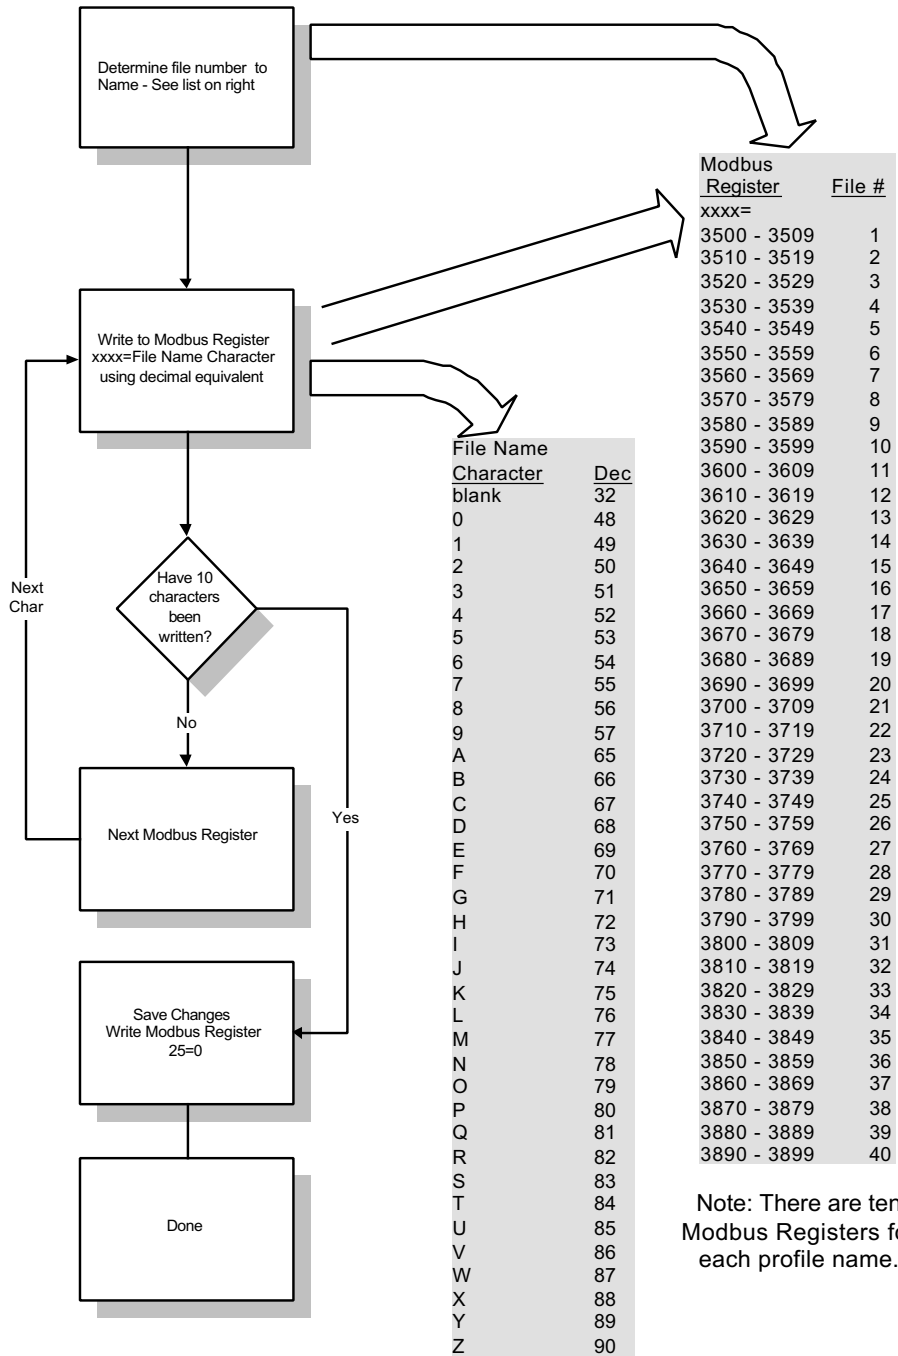 Determine file number to
Name - See list on right
Write to Modbus Register
xxxx=File Name Character
using decimal equivalent
Have 10
characters
been
written?
Next
Char
No
Yes
Next Modbus Register
Save Changes
Write Modbus Register
25=0
Done
File Name
Character Dec
blank 32
0 48
1 49
2 50
3 51
4 52
5 53
6 54
7 55
8 56
9 57
A 65
B 66
C 67
D 68
E 69
F 70
G 71
H 72
I 73
J 74
K 75
L 76
M 77
N 78
O 79
P 80
Q 81
R 82
S 83
T 84
U 85
V 86
W 87
X 88
Y 89
Z 90
Modbus
Register File #
xxxx=
3500 - 3509 1
3510 - 3519 2
3520 - 3529 3
3530 - 3539 4
3540 - 3549 5
3550 - 3559 6
3560 - 3569 7
3570 - 3579 8
3580 - 3589 9
3590 - 3599 10
3600 - 3609 11
3610 - 3619 12
3620 - 3629 13
3630 - 3639 14
3640 - 3649 15
3650 - 3659 16
3660 - 3669 17
3670 - 3679 18
3680 - 3689 19
3690 - 3699 20
3700 - 3709 21
3710 - 3719 22
3720 - 3729 23
3730 - 3739 24
3740 - 3749 25
3750 - 3759 26
3760 - 3769 27
3770 - 3779 28
3780 - 3789 29
3790 - 3799 30
3800 - 3809 31
3810 - 3819 32
3820 - 3829 33
3830 - 3839 34
3840 - 3849 35
3850 - 3859 36
3860 - 3869 37
3870 - 3879 38
3880 - 3889 39
3890 - 3899 40
Note: There are ten
Modbus Registers fo
each profile name.